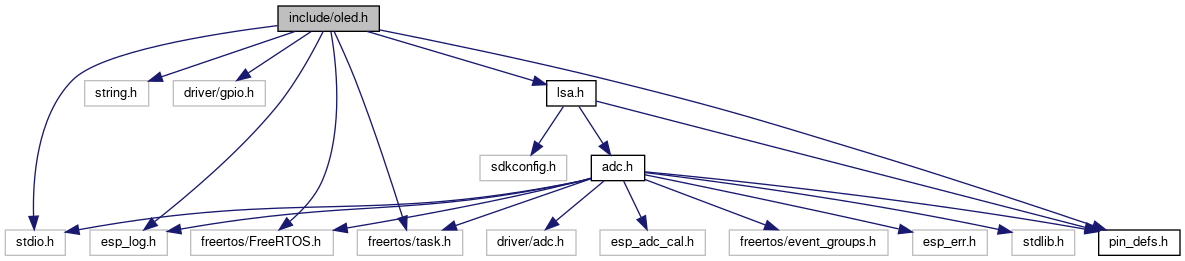 include/oled.h
string.h
driver/gpio.h
lsa.h
sdkconfig.h
adc.h
stdio.h
esp_log.h
freertos/FreeRTOS.h
freertos/task.h
driver/adc.h
esp_adc_cal.h
freertos/event_groups.h
esp_err.h
stdlib.h
pin_defs.h